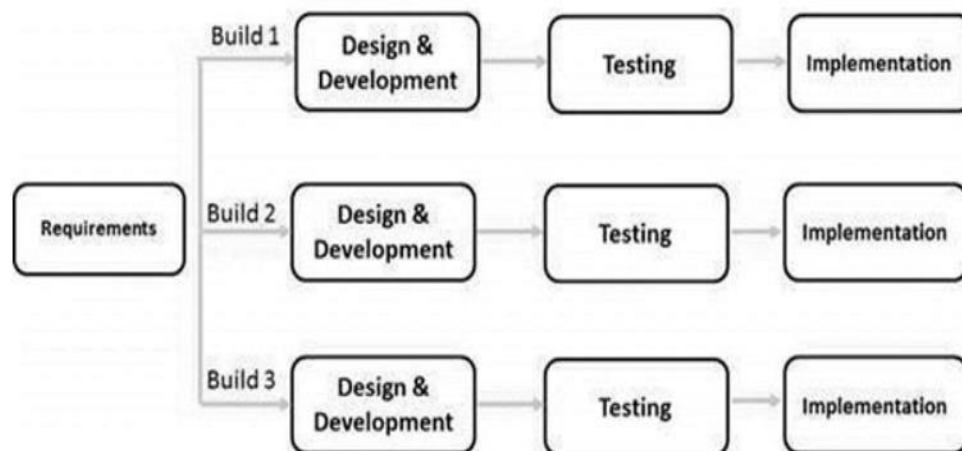 Build 1
Design &
Development
Testing
Implementation
Requirements
Build 2
Design &
Development
Testing
Implementation
Build 3
Design &
Development
Testing
Implementation